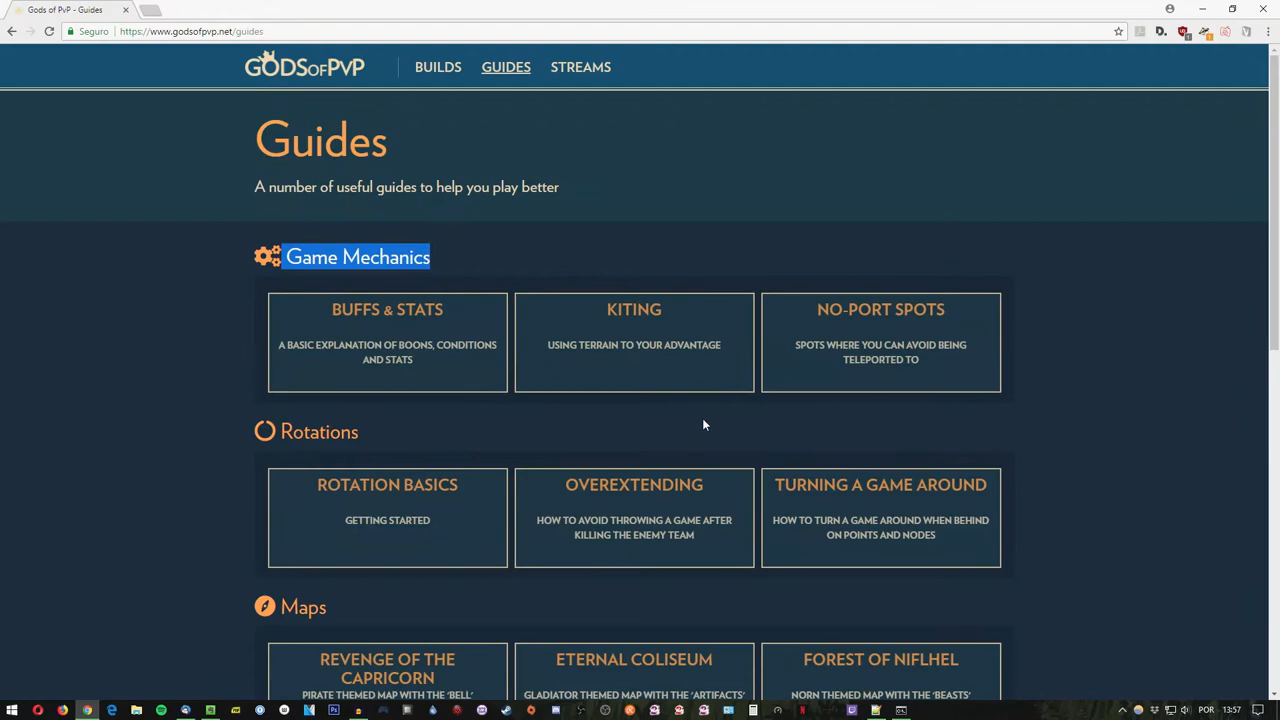 Gods of PvP - Guides
Seguro
https://www.godsofpvp.net/guides
GODSOFPVP
BUILDS
GUIDES
STREAMS
Guides
A number of useful guides to help you play better
Game Mechanics
BUFFS & STATS
A BASIC EXPLANATION OF BOONS, CONDITIONS
AND STATS
KITING
USING TERRAIN TO YOUR ADVANTAGE
NO-PORT SPOTS
SPOTS WHERE YOU CAN AVOID BEING
TELEPORTED TO
Rotations
ROTATION BASICS
GETTING STARTED
OVEREXTENDING
HOW TO AVOID THROWING A GAME AFTER
KILLING THE ENEMY TEAM
TURNING A GAME AROUND
HOW TO TURN A GAME AROUND WHEN BEHIND
ON POINTS AND NODES
Maps
REVENGE OF THE
CAPRICORN
PIRATE THEMED MAP WITH THE 'BELL'
ETERNAL COLISEUM
GLADIATOR THEMED MAP WITH THE 'ARTIFACTS'
FOREST OF NIFLHEL
NORN THEMED MAP WITH THE 'BEASTS'
POR
13:57